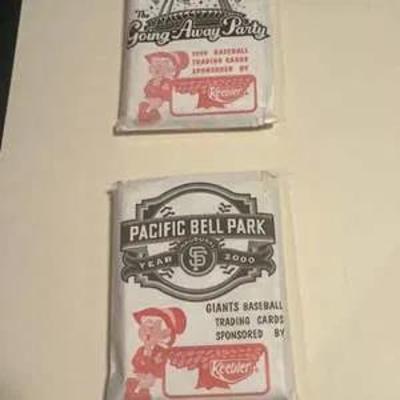 The
Going Away Party
1999 BASEBALL
TRADING CARDS
SPONSORED BY
Keebler
PACIFIC BELL PARK
INAUGURAL
YEAR SF 2000
GIANTS BASEBALL
TRADING CARDS
SPONSORED BY
Keebler